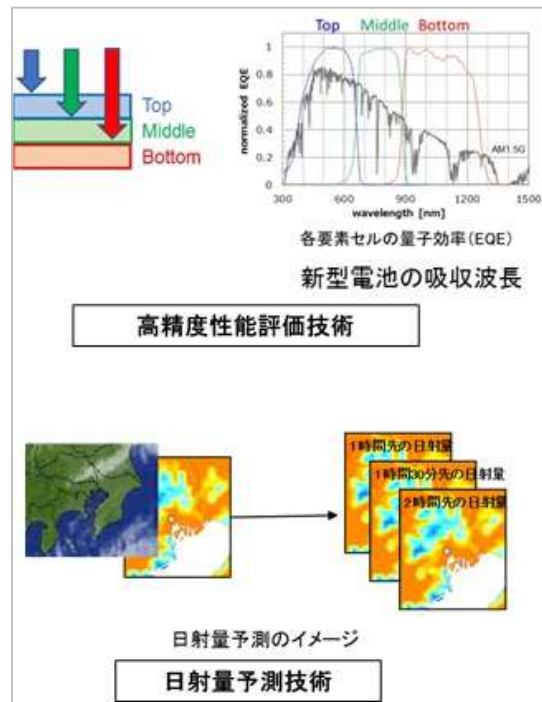 Top Middle Bottom
Top
Middle
Bottom
normalized EQE
1
0.8
0.6
0.4
0.2
0
AM1.5G
300 600 900 1200 1500
wavelength [nm]
各要素セルの量子効率(EQE)
新型電池の吸収波長
高精度性能評価技術
1時間先の日射量
1時間30分先の日射量
2時間先の日射量
日射量予測のイメージ
日射量予測技術